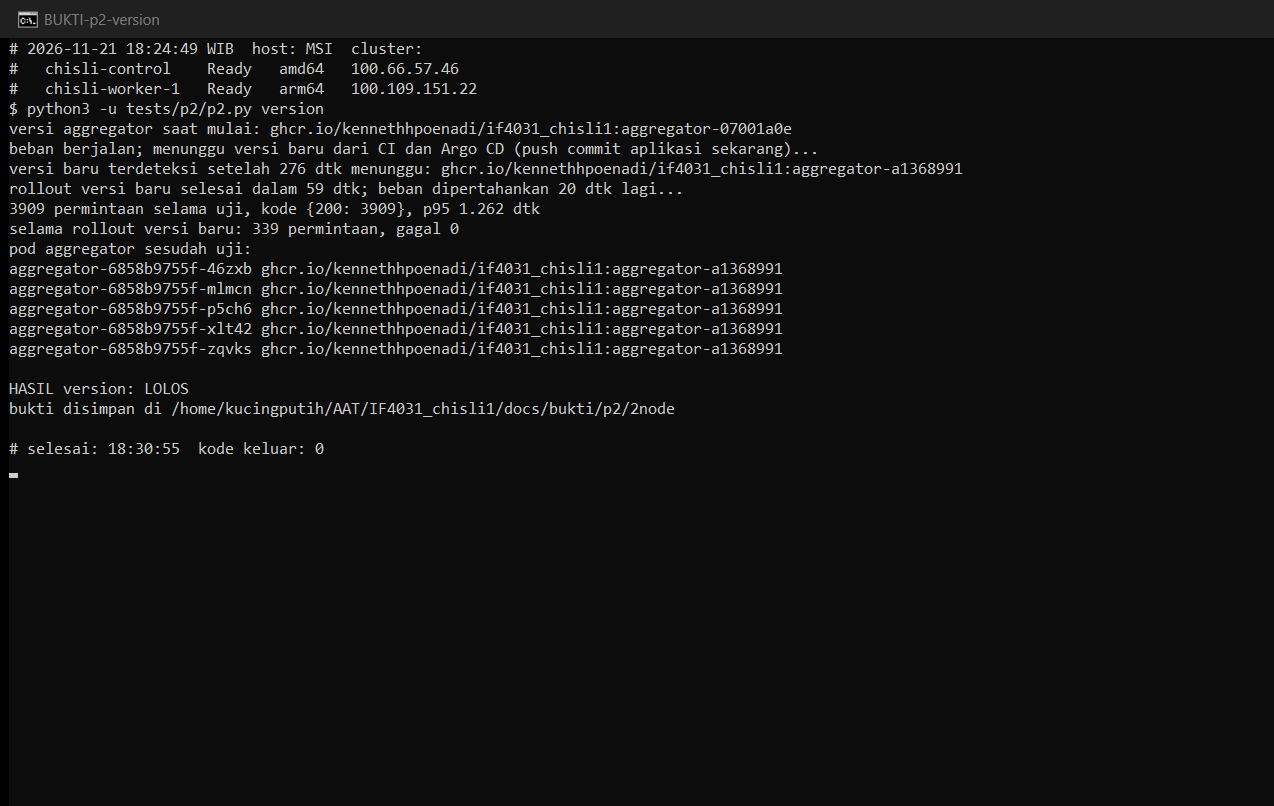 BUKTI-p2-version
# 2026-11-21 18:24:49 WIB  host: MSI  cluster:
#   chisli-control    Ready   amd64   100.66.57.46
#   chisli-worker-1   Ready   arm64   100.109.151.22
$ python3 -u tests/p2/p2.py version
versi aggregator saat mulai: ghcr.io/kennethhpoenadi/if4031_chisli1:aggregator-07001a0e
beban berjalan; menunggu versi baru dari CI dan Argo CD (push commit aplikasi sekarang)...
versi baru terdeteksi setelah 276 dtk menunggu: ghcr.io/kennethhpoenadi/if4031_chisli1:aggregator-a1368991
rollout versi baru selesai dalam 59 dtk; beban dipertahankan 20 dtk lagi...
3909 permintaan selama uji, kode {200: 3909}, p95 1.262 dtk
selama rollout versi baru: 339 permintaan, gagal 0
pod aggregator sesudah uji:
aggregator-6858b9755f-46zxb ghcr.io/kennethhpoenadi/if4031_chisli1:aggregator-a1368991
aggregator-6858b9755f-mlmcn ghcr.io/kennethhpoenadi/if4031_chisli1:aggregator-a1368991
aggregator-6858b9755f-p5ch6 ghcr.io/kennethhpoenadi/if4031_chisli1:aggregator-a1368991
aggregator-6858b9755f-xlt42 ghcr.io/kennethhpoenadi/if4031_chisli1:aggregator-a1368991
aggregator-6858b9755f-zqvks ghcr.io/kennethhpoenadi/if4031_chisli1:aggregator-a1368991

HASIL version: LOLOS
bukti disimpan di /home/kucingputih/AAT/IF4031_chisli1/docs/bukti/p2/2node

# selesai: 18:30:55  kode keluar: 0